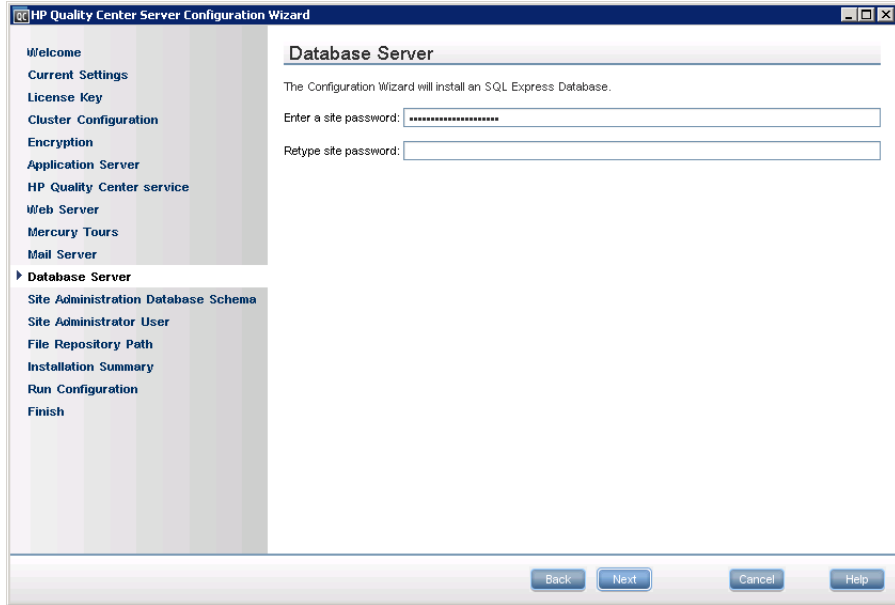 QC HP Quality Center Server Configuration Wizard
Welcome
Current Settings
License Key
Cluster Configuration
Encryption
Application Server
HP Quality Center service
Web Server
Mercury Tours
Mail Server
Database Server
Site Administration Database Schema
Site Administrator User
File Repository Path
Installation Summary
Run Configuration
Finish
Database Server
The Configuration Wizard will install an SQL Express Database.
Enter a site password:
Retype site password:
Back Next Cancel Help